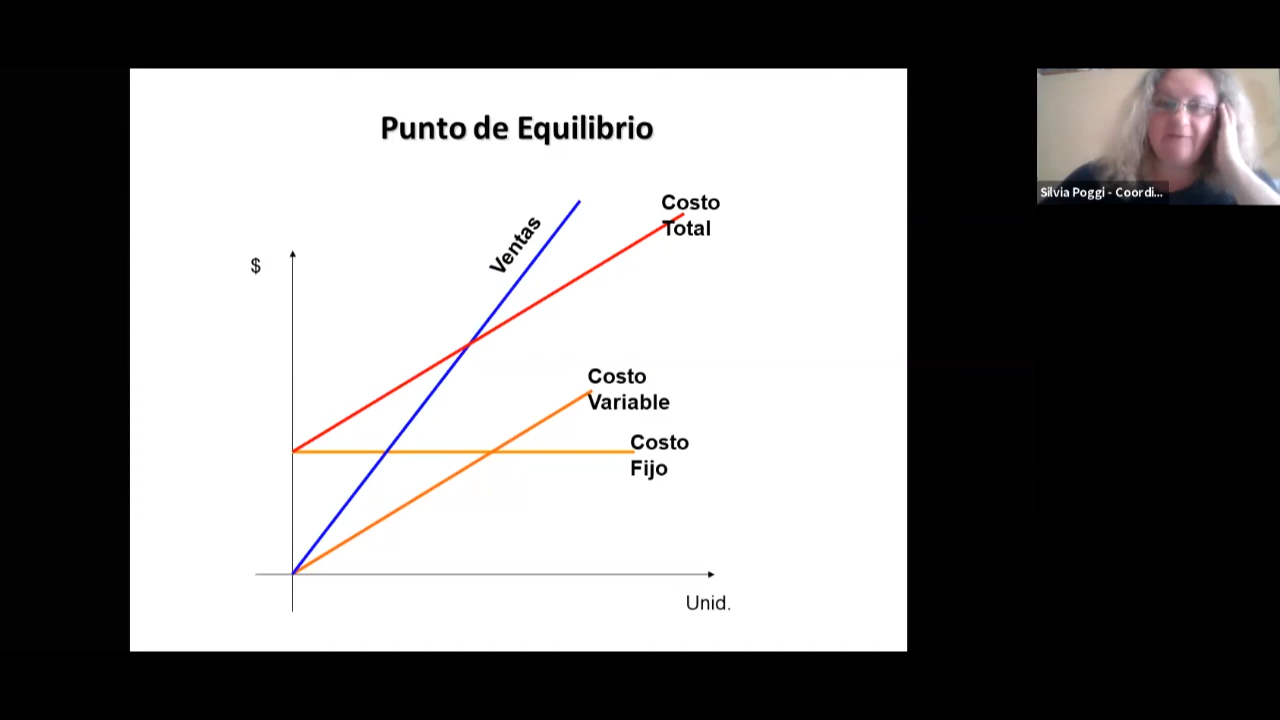 Punto de Equilibrio
Silvia Poggi - Coordi...
Costo
Total
Ventas
$
Costo
Variable
Costo
Fijo
Unid.